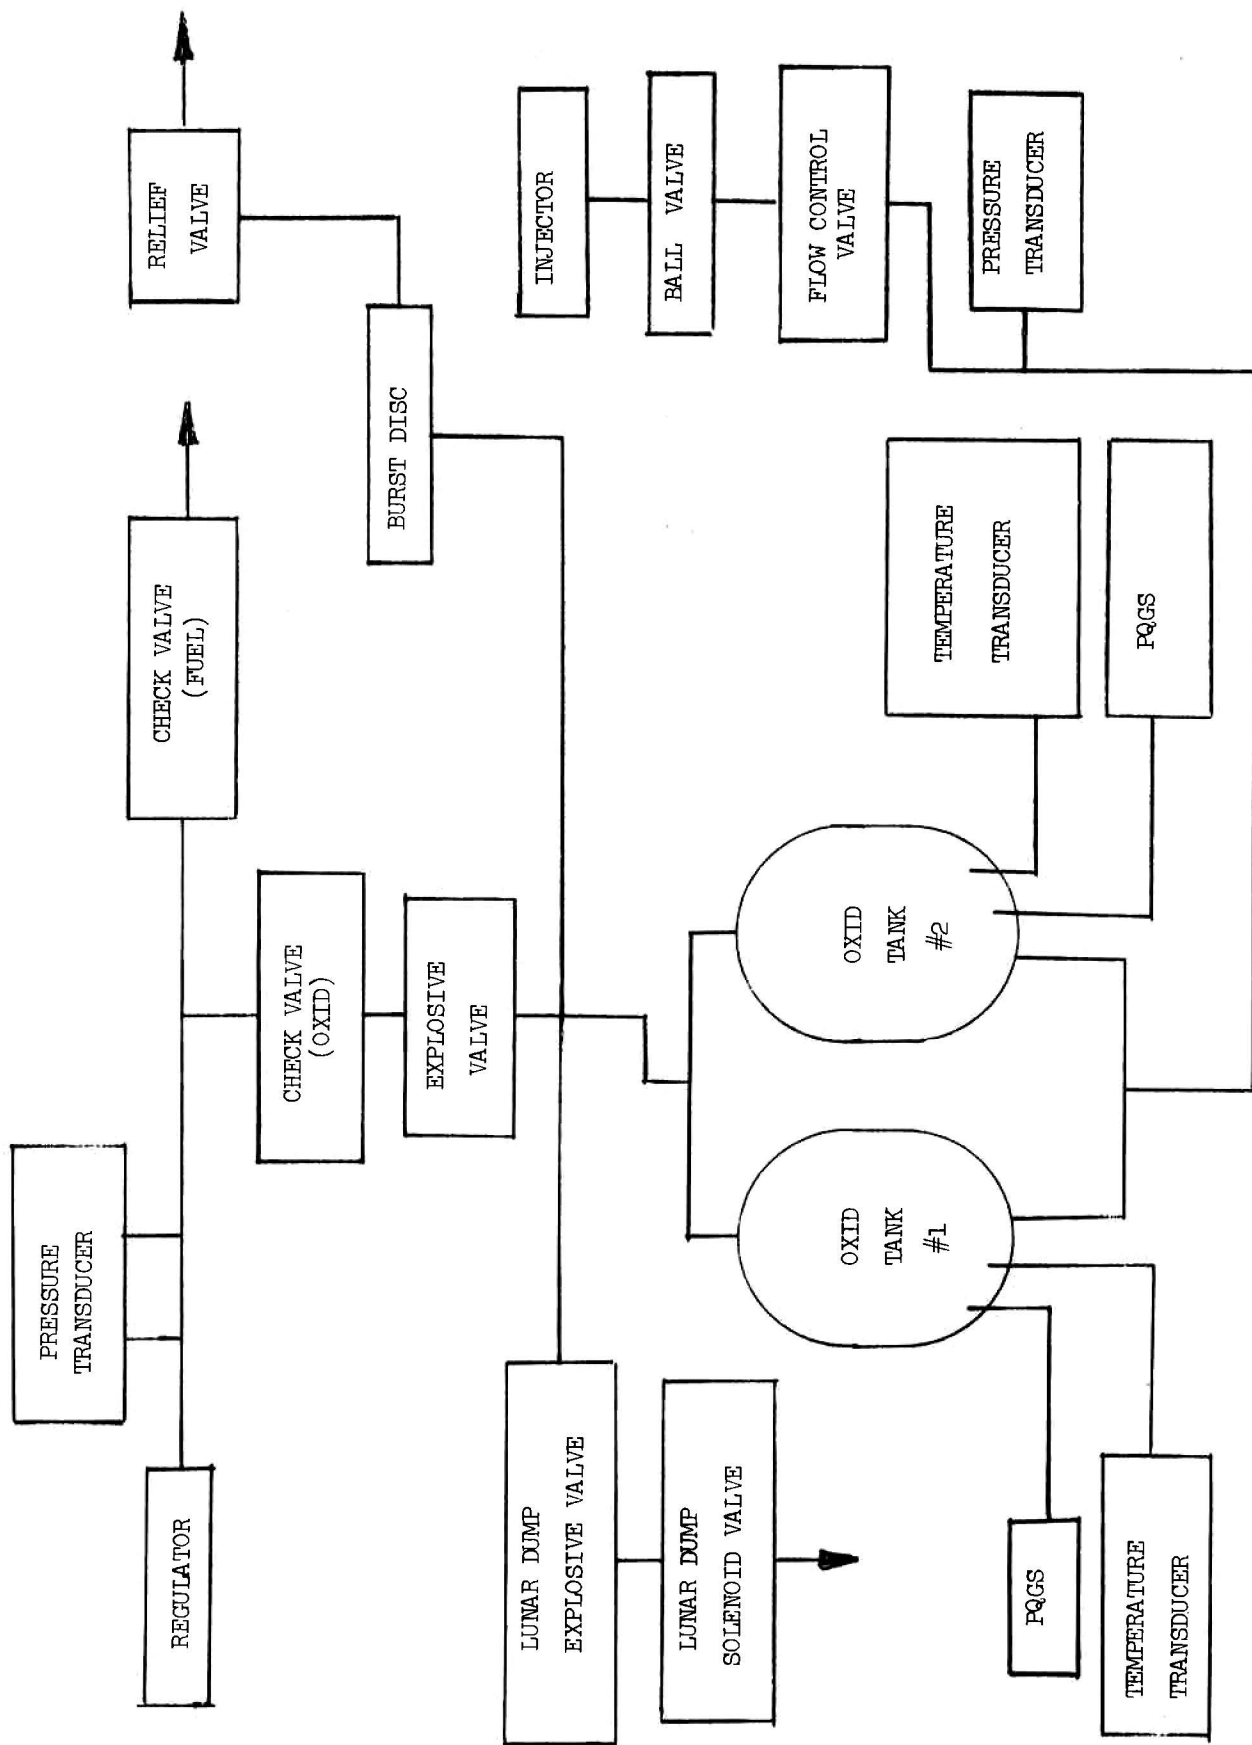 REGULATOR
PRESSURE
TRANSDUCER
CHECK VALVE
(FUEL)
RELIEF
VALVE
CHECK VALVE
(OXID)
EXPLOSIVE
VALVE
BURST DISC
LUNAR DUMP
EXPLOSIVE VALVE
LUNAR DUMP
SOLENOID VALVE
INJECTOR
BALL VALVE
FLOW CONTROL
VALVE
PRESSURE
TRANSDUCER
OXID
TANK
#1
OXID
TANK
#2
TEMPERATURE
TRANSDUCER
PQGS
PQGS
TEMPERATURE
TRANSDUCER